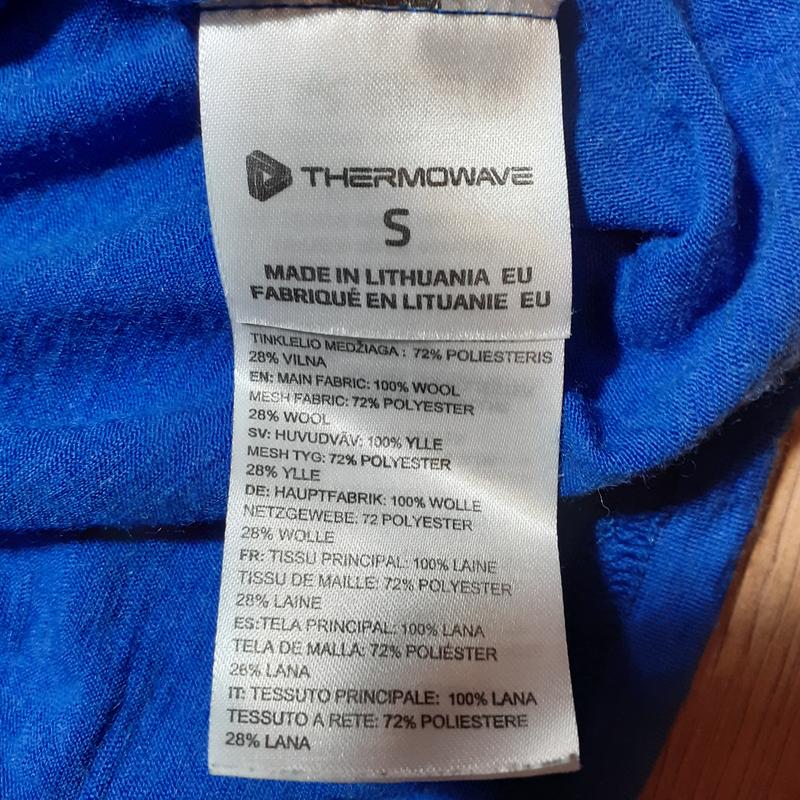 THERMOWAVE
S
MADE IN LITHUANIA EU
FABRIQUÉ EN LITUANIE EU
TINKLELIO MEDŽIAGA : 72% POLIESTERIS
28% VILNA
EN: MAIN FABRIC: 100% WOOL
MESH FABRIC: 72% POLYESTER
28% WOOL
SV: HUVUDVÄV: 100% YLLE
MESH TYG: 72% POLYESTER
28% YLLE
DE: HAUPTFABRIK: 100% WOLLE
NETZGEWEBE: 72 POLYESTER
28% WOLLE
FR: TISSU PRINCIPAL: 100% LAINE
TISSU DE MAILLE: 72% POLYESTER
28% LAINE
ES:TELA PRINCIPAL: 100% LANA
TELA DE MALLA: 72% POLIÉSTER
28% LANA
IT: TESSUTO PRINCIPALE: 100% LANA
TESSUTO A RETE: 72% POLIESTERE
28% LANA